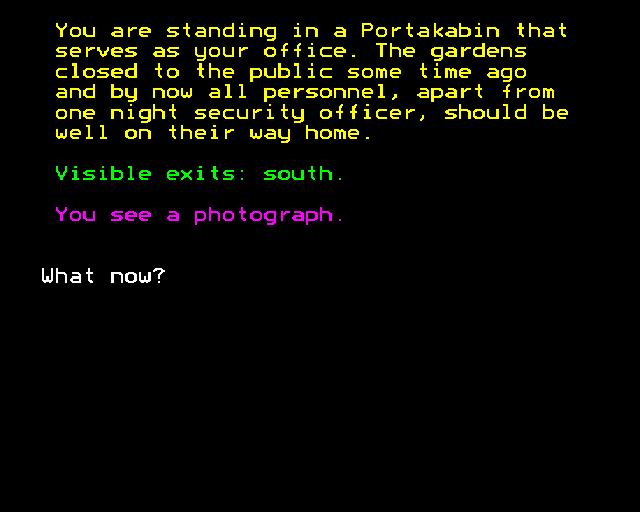 You are standing in a Portakabin that
serves as your office. The gardens
closed to the public some time ago
and by now all personnel, apart from
one night security officer, should be
well on their way home.
Visible exits: south.
You see a photograph.
What now?